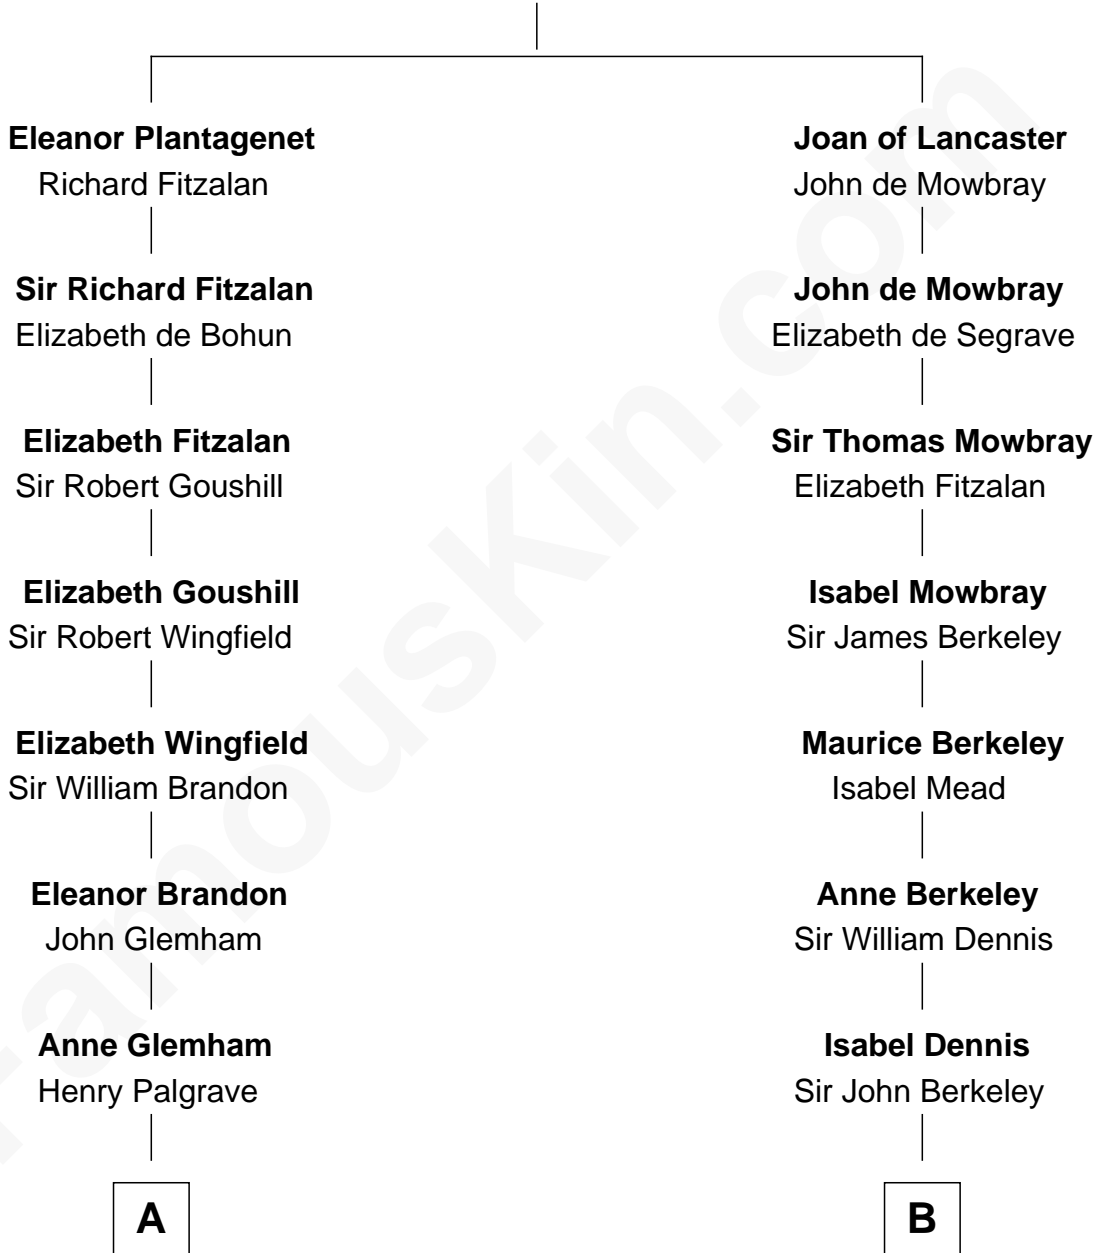 Eleanor Plantagenet
Richard Fitzalan
Sir Richard Fitzalan
Elizabeth de Bohun
Elizabeth Fitzalan
Sir Robert Goushill
Elizabeth Goushill
Sir Robert Wingfield
Elizabeth Wingfield
Sir William Brandon
Eleanor Brandon
John Glemham
Anne Glemham
Henry Palgrave
A
Joan of Lancaster
John de Mowbray
John de Mowbray
Elizabeth de Segrave
Sir Thomas Mowbray
Elizabeth Fitzalan
Isabel Mowbray
Sir James Berkeley
Maurice Berkeley
Isabel Mead
Anne Berkeley
Sir William Dennis
Isabel Dennis
Sir John Berkeley
B
FamousKin.com